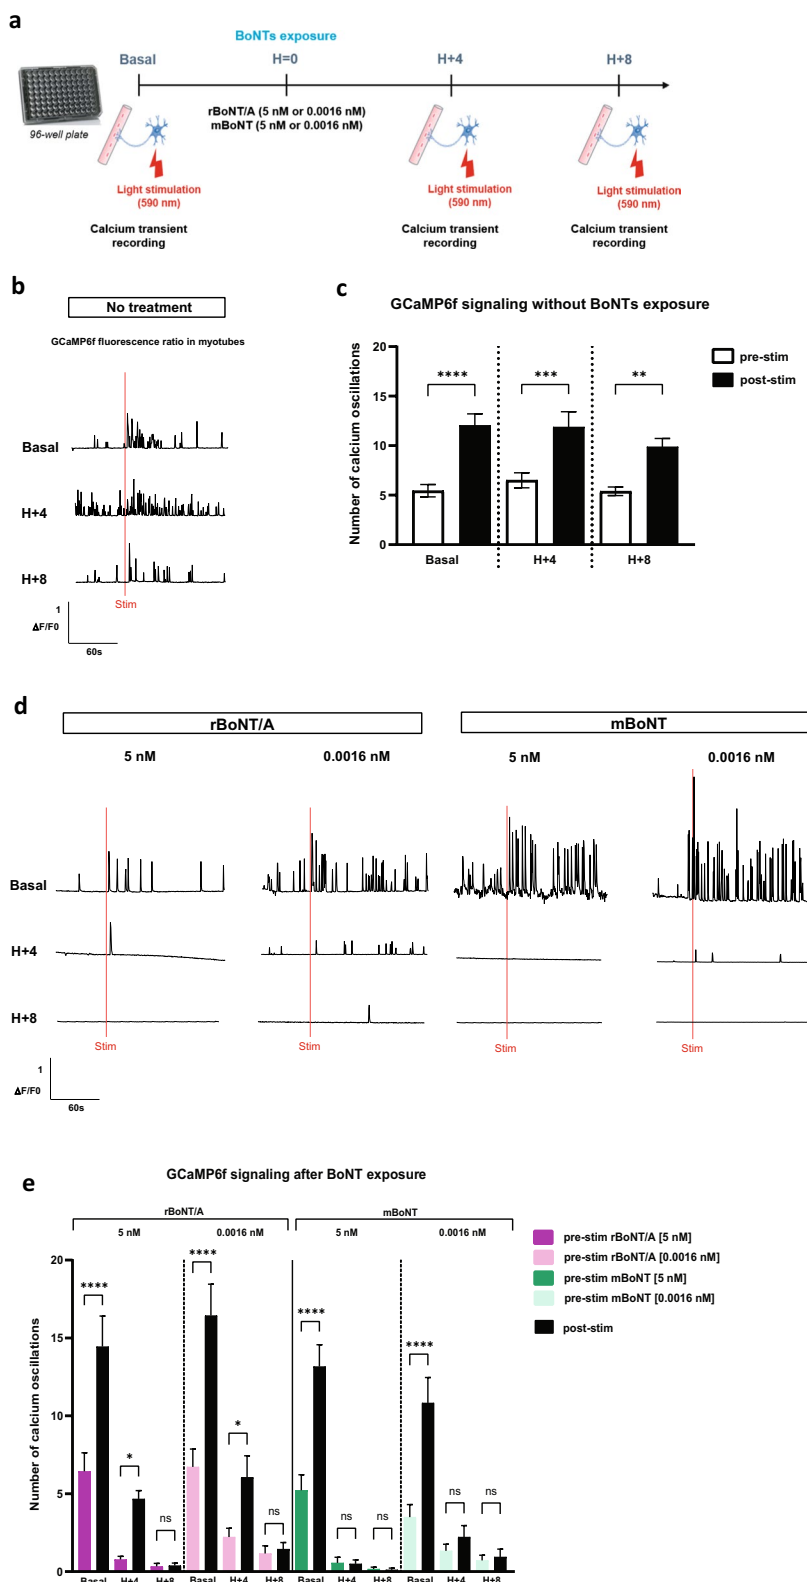 a
BoNTs exposure
Basal
H=0
H+4
H+8
96-well plate
rBoNT/A (5 nM or 0.0016 nM)
mBoNT (5 nM or 0.0016 nM)
Light stimulation
(590 nm)
Light stimulation
(590 nm)
Light stimulation
(590 nm)
Calcium transient
recording
Calcium transient
recording
Calcium transient
recording
b
No treatment
GCaMP6f fluorescence ratio in myotubes
Basal
H+4
H+8
Stim
1
ΔF/F0
60s
c
GCaMP6f signaling without BoNTs exposure
Number of calcium oscillations
20
15
10
5
0
****
***
**
pre-stim
post-stim
Basal
H+4
H+8
d
rBoNT/A
mBoNT
5 nM
0.0016 nM
5 nM
0.0016 nM
Basal
H+4
H+8
Stim
Stim
Stim
Stim
1
ΔF/F0
60s
e
GCaMP6f signaling after BoNT exposure
rBoNT/A
mBoNT
5 nM
0.0016 nM
5 nM
0.0016 nM
Number of calcium oscillations
20
15
10
5
0
****
*
ns
****
*
ns
****
ns
ns
****
ns
ns
pre-stim rBoNT/A [5 nM]
pre-stim rBoNT/A [0.0016 nM]
pre-stim mBoNT [5 nM]
pre-stim mBoNT [0.0016 nM]
post-stim
Basal
H+4
H+8
Basal
H+4
H+8
Basal
H+4
H+8
Basal
H+4
H+8